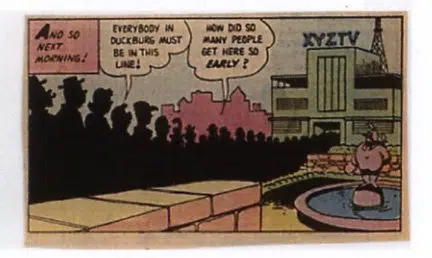 AND SO
NEXT
MORNING!
EVERYBODY IN
DUCKBURG MUST
BE IN THIS
LINE!
HOW DID SO
MANY PEOPLE
GET HERE SO
EARLY?
XYZTV